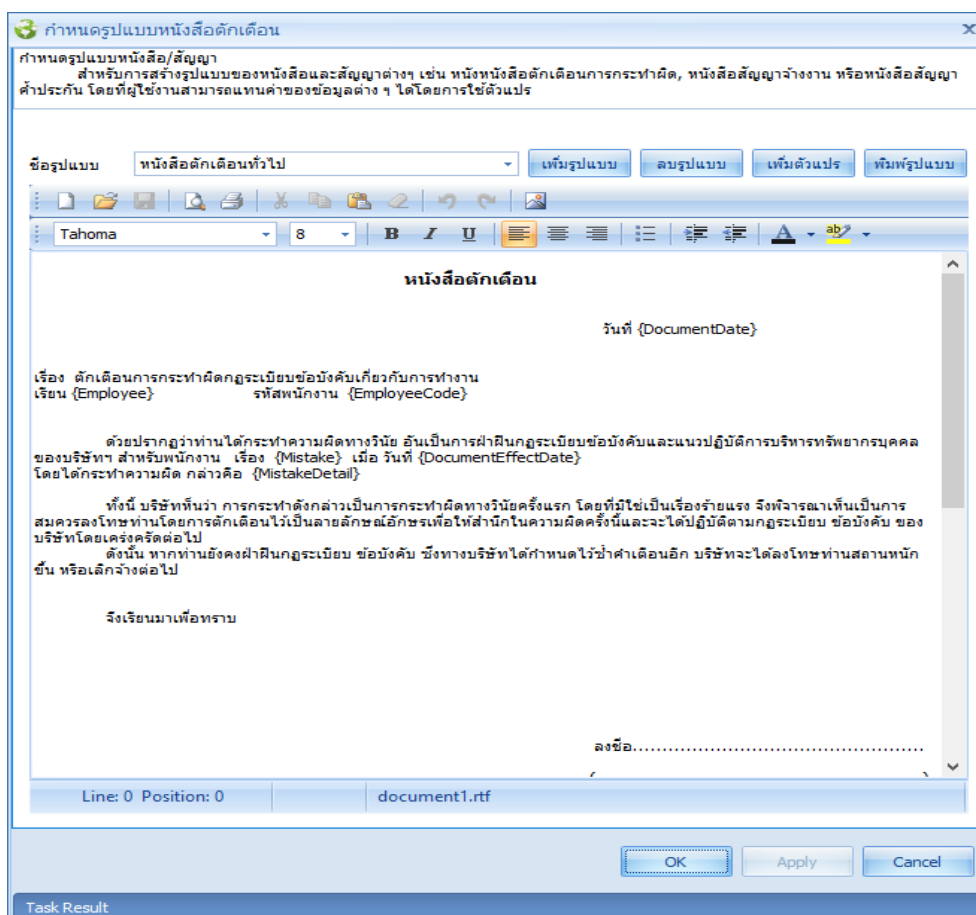 กำหนดรูปแบบหนังสือตักเตือน
กำหนดรูปแบบหนังสือ/สัญญา
สำหรับการสร้างรูปแบบของหนังสือและสัญญาต่างๆ เช่น หนังหนังสือตักเตือนการกระทำผิด, หนังสือสัญญาจ้างงาน หรือหนังสือสัญญา
ค้ำประกัน โดยที่ผู้ใช้งานสามารถแทนค่าของข้อมูลต่าง ๆ ได้โดยการใช้ตัวแปร
ชื่อรูปแบบ หนังสือตักเตือนทั่วไป เพิ่มรูปแบบ ลบรูปแบบ เพิ่มตัวแปร พิมพ์รูปแบบ
Tahoma 8 B I U A ab
หนังสือตักเตือน
วันที่ {DocumentDate}
เรื่อง ตักเตือนการกระทำผิดกฎระเบียบข้อบังคับเกี่ยวกับการทำงาน
เรียน {Employee} รหัสพนักงาน {EmployeeCode}
ด้วยปรากฏว่าท่านได้กระทำความผิดทางวินัย อันเป็นการฝ่าฝืนกฎระเบียบข้อบังคับและแนวปฏิบัติการบริหารทรัพยากรบุคคล
ของบริษัทฯ สำหรับพนักงาน เรื่อง {Mistake} เมื่อ วันที่ {DocumentEffectDate}
โดยได้กระทำความผิด กล่าวคือ {MistakeDetail}
ทั้งนี้ บริษัทเห็นว่า การกระทำดังกล่าวเป็นการกระทำผิดทางวินัยครั้งแรก โดยที่มิใช่เป็นเรื่องร้ายแรง จึงพิจารณาเห็นเป็นการ
สมควรลงโทษท่านโดยการตักเตือนไว้เป็นลายลักษณ์อักษรเพื่อให้สำนึกในความผิดครั้งนี้และจะได้ปฏิบัติตามกฎระเบียบ ข้อบังคับ ของ
บริษัทโดยเคร่งครัดต่อไป
ดังนั้น หากท่านยังคงฝ่าฝืนกฎระเบียบ ข้อบังคับ ซึ่งทางบริษัทได้กำหนดไว้ซ้ำคำเตือนอีก บริษัทจะได้ลงโทษท่านสถานหนัก
ขึ้น หรือเลิกจ้างต่อไป
จึงเรียนมาเพื่อทราบ
ลงชื่อ.................................................
Line: 0 Position: 0 document1.rtf
OK Apply Cancel
Task Result